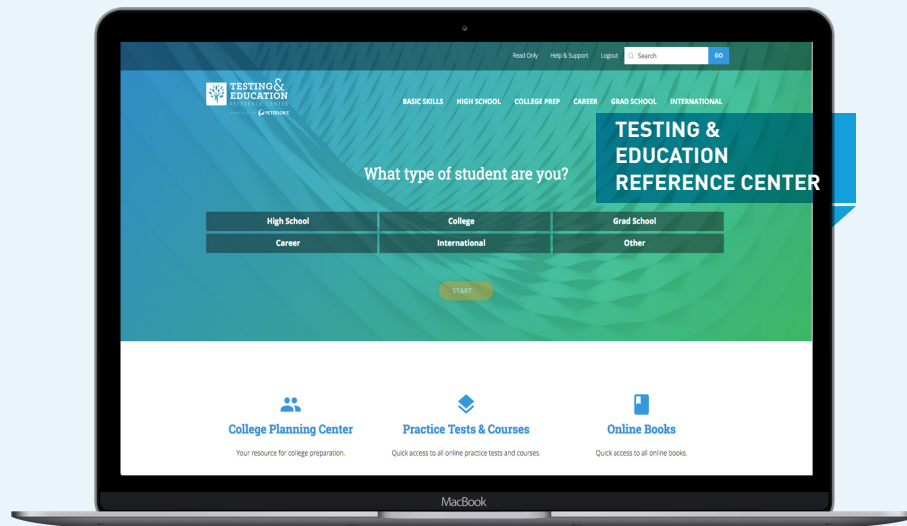 Read Only Help & Support Logout Search GO
TESTING &
EDUCATION
REFERENCE CENTER
PETERSON'S
BASIC SKILLS HIGH SCHOOL COLLEGE PREP CAREER GRAD SCHOOL INTERNATIONAL
TESTING &
EDUCATION
REFERENCE CENTER
What type of student are you?
High School College Grad School
Career International Other
START
College Planning Center Practice Tests & Courses Online Books
Your resource for college preparation. Quick access to all online practice tests and courses. Quick access to all online books.
MacBook